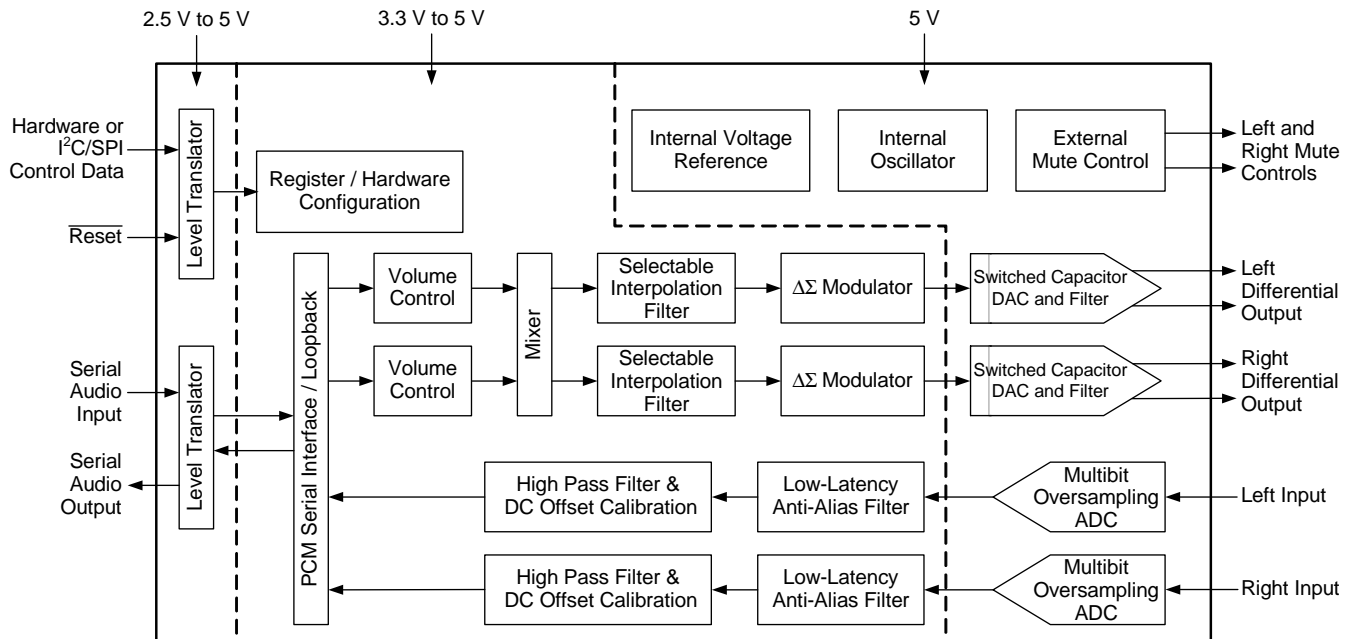 2.5 V to 5 V
3.3 V to 5 V
5 V
Hardware or
I²C/SPI
Control Data
Reset
Level Translator
Register / Hardware
Configuration
Internal Voltage
Reference
Internal
Oscillator
External
Mute Control
Left and
Right Mute
Controls
Serial
Audio
Input
Serial
Audio
Output
Level Translator
PCM Serial Interface / Loopback
Volume
Control
Mixer
Selectable
Interpolation
Filter
ΔΣ Modulator
Switched Capacitor
DAC and Filter
Left
Differential
Output
Volume
Control
Selectable
Interpolation
Filter
ΔΣ Modulator
Switched Capacitor
DAC and Filter
Right
Differential
Output
High Pass Filter &
DC Offset Calibration
Low-Latency
Anti-Alias Filter
Multibit
Oversampling
ADC
Left Input
High Pass Filter &
DC Offset Calibration
Low-Latency
Anti-Alias Filter
Multibit
Oversampling
ADC
Right Input